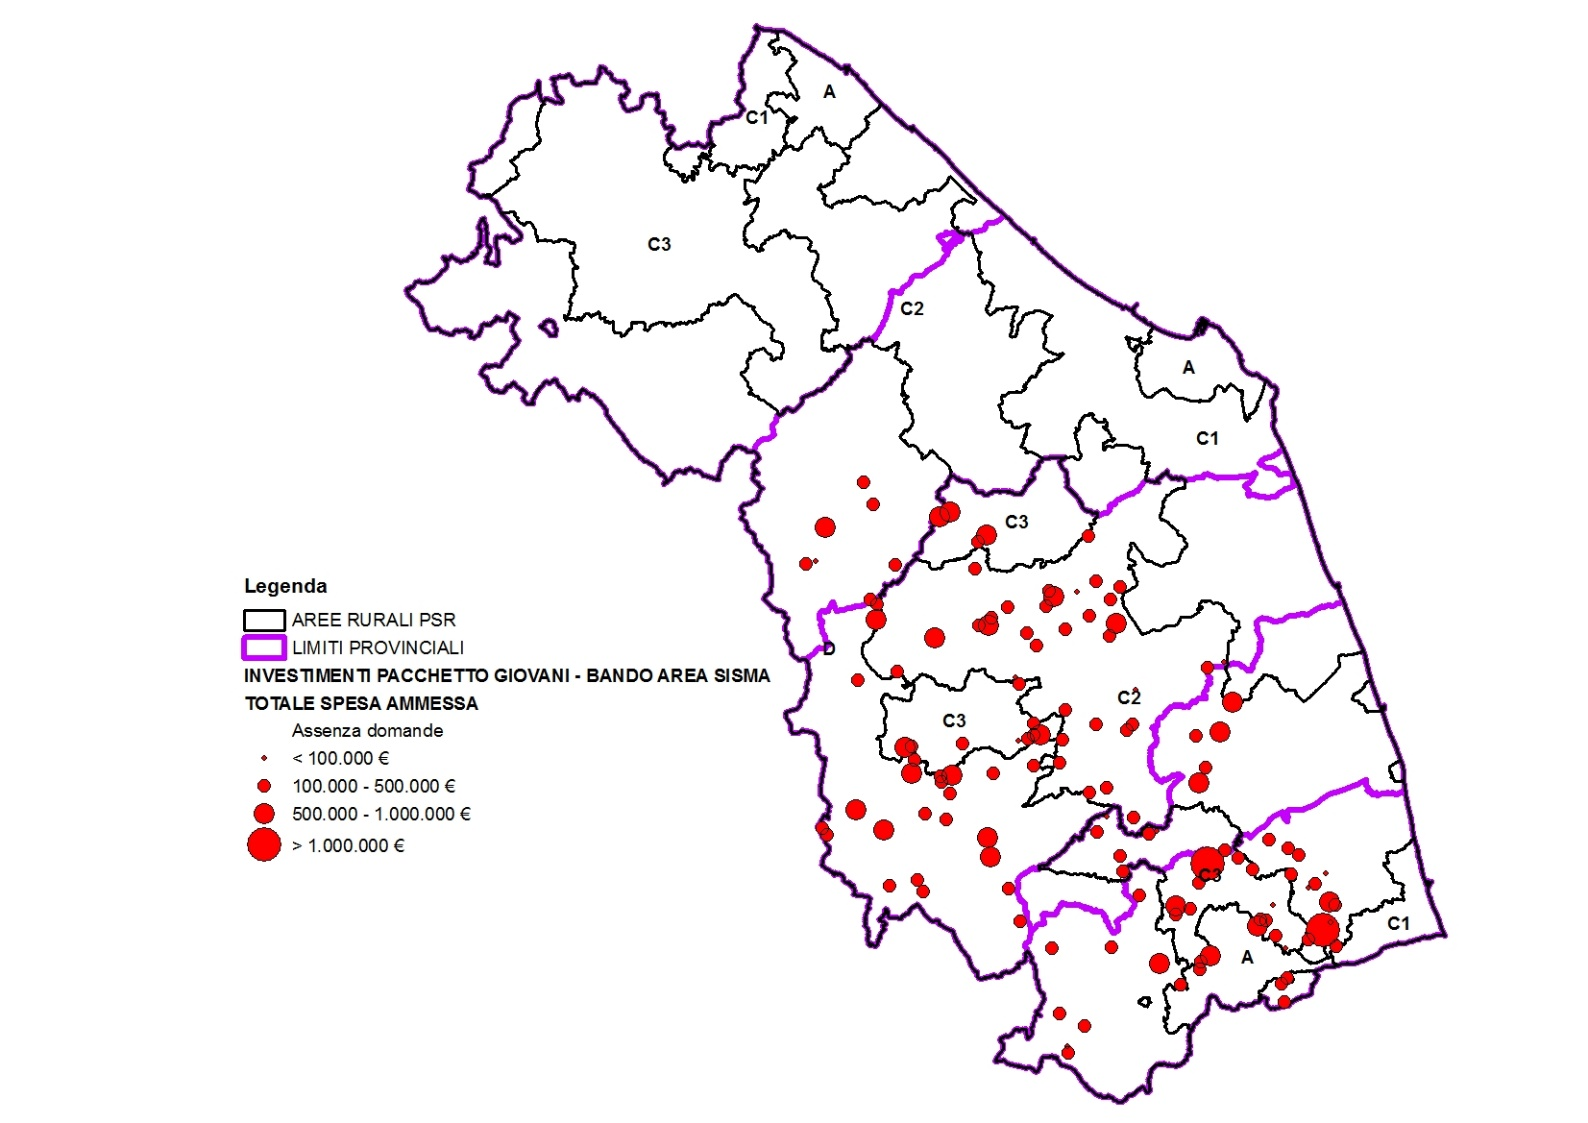 A
C1
C3
C2
A
C1
C3
D
C2
C3
C3
C1
A
Legenda
AREE RURALI PSR
LIMITI PROVINCIALI
INVESTIMENTI PACCHETTO GIOVANI - BANDO AREA SISMA
TOTALE SPESA AMMESSA
Assenza domande
< 100.000 €
100.000 - 500.000 €
500.000 - 1.000.000 €
> 1.000.000 €